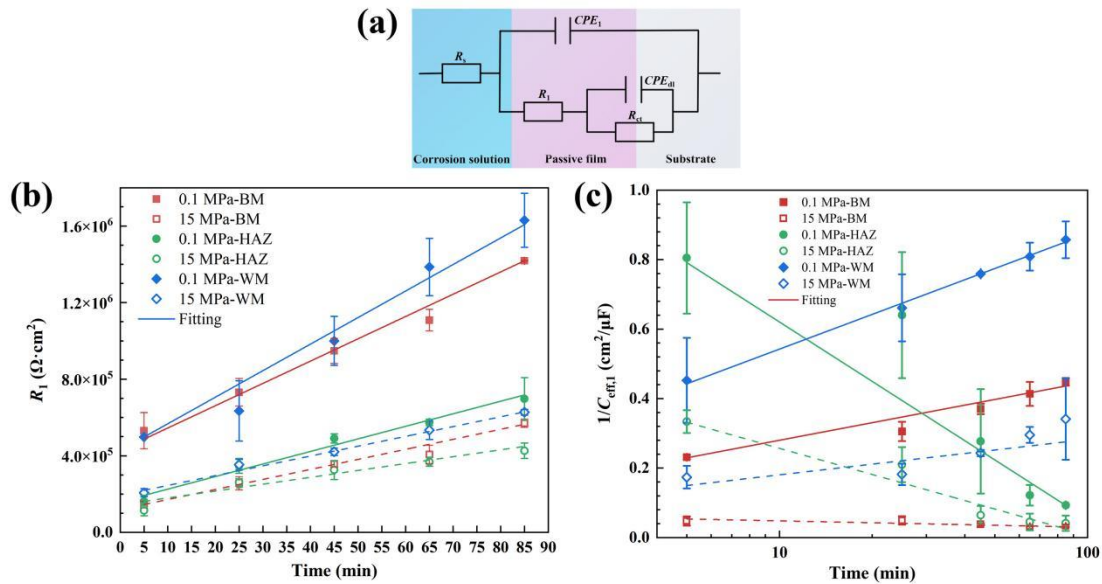 (a)
CPE₁
Rₛ
CPE_dl
R₁
R_ct
Corrosion solution Passive film Substrate
(b)
0.1 MPa-BM
15 MPa-BM
0.1 MPa-HAZ
15 MPa-HAZ
0.1 MPa-WM
15 MPa-WM
Fitting
R₁ (Ω·cm²)
1.6×10⁶
1.2×10⁶
8.0×10⁵
4.0×10⁵
0.0
0 5 10 15 20 25 30 35 40 45 50 55 60 65 70 75 80 85 90
Time (min)
(c)
0.1 MPa-BM
15 MPa-BM
0.1 MPa-HAZ
15 MPa-HAZ
0.1 MPa-WM
15 MPa-WM
Fitting
1/C_eff,1 (cm²/μF)
1.0
0.8
0.6
0.4
0.2
0.0
10 100
Time (min)